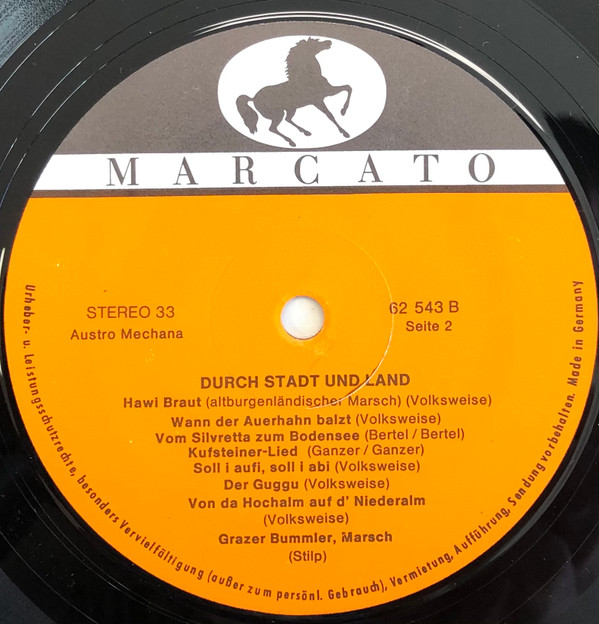 MARCATO
STEREO 33
Austro Mechana
62 543 B
Seite 2
DURCH STADT UND LAND
Hawi Braut (altburgenländischer Marsch) (Volksweise)
Wann der Auerhahn balzt (Volksweise)
Vom Silvretta zum Bodensee (Bertel / Bertel)
Kufsteiner-Lied (Ganzer / Ganzer)
Soll i aufi, soll i abi (Volksweise)
Der Guggu (Volksweise)
Von da Hochalm auf d' Niederalm
(Volksweise)
Grazer Bummler, Marsch
(Stilp)
Urheber- u. Leistungsschutzrechte, besonders Vervielfältigung (außer zum persönl. Gebrauch), Vermietung, Aufführung, Sendung vorbehalten. Made in Germany